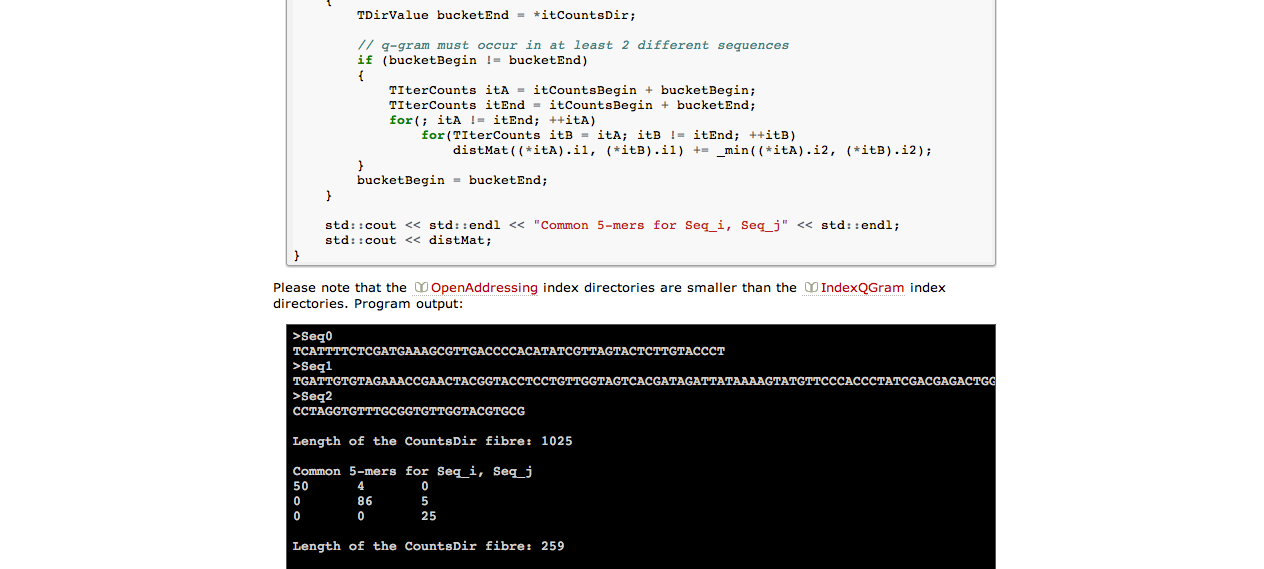 {
TDirValue bucketEnd = *itCountsDir;
// q-gram must occur in at least 2 different sequences
if (bucketBegin != bucketEnd)
{
TIterCounts itA = itCountsBegin + bucketBegin;
TIterCounts itEnd = itCountsBegin + bucketEnd;
for(; itA != itEnd; ++itA)
for(TIterCounts itB = itA; itB != itEnd; ++itB)
distMat((*itA).i1, (*itB).i1) += _min((*itA).i2, (*itB).i2);
}
bucketBegin = bucketEnd;
}
std::cout << std::endl << "Common 5-mers for Seq_i, Seq_j" << std::endl;
std::cout << distMat;
}
Please note that the OpenAddressing index directories are smaller than the IndexQGram index
directories. Program output:
>Seq0
TCATTTTCTCGATGAAAGCGTTGACCCCACATATCGTTAGTACTCTTGTACCCT
>Seq1
TGATTGTGTAGAAACCGAACTACGGTACCTCCTGTTGGTAGTCACGATAGATTATAAAAGTATGTTCCCACCCTATCGACGAGACTGG
>Seq2
CCTAGGTGTTTGCGGTGTTGGTACGTGCG
Length of the CountsDir fibre: 1025
Common 5-mers for Seq_i, Seq_j
50 4 0
0 86 5
0 0 25
Length of the CountsDir fibre: 259